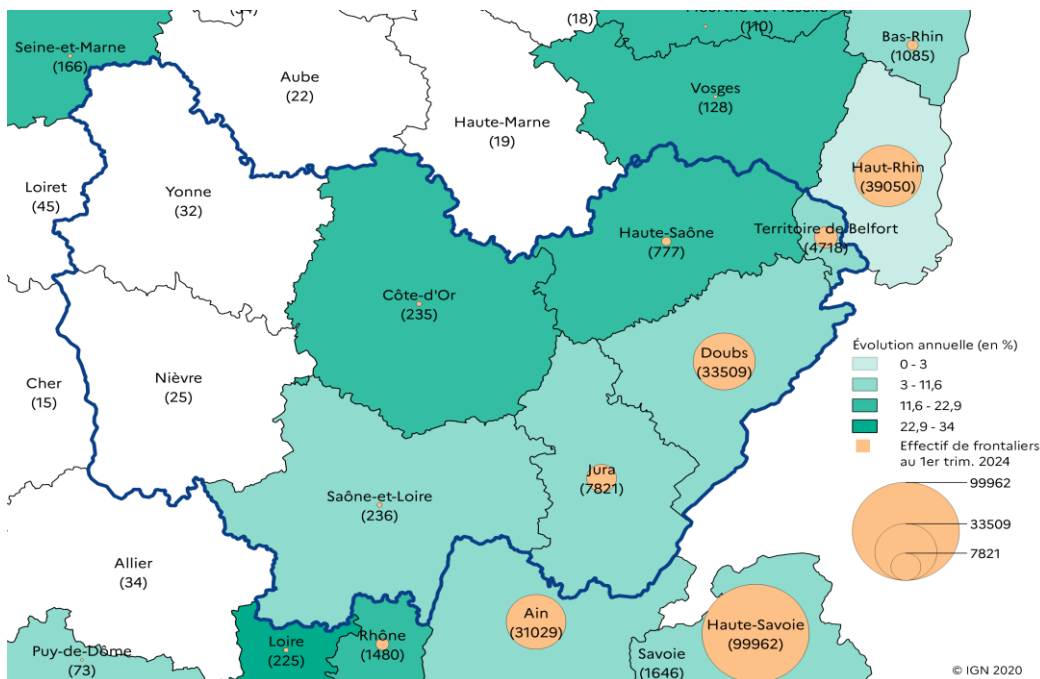 (54)
(18)
Meurthe-et-Moselle
(110)
Seine-et-Marne
(166)
Bas-Rhin
(1085)
Aube
(22)
Vosges
(128)
Haute-Marne
(19)
Haut-Rhin
(39050)
Loiret
(45)
Yonne
(32)
Haute-Saône
(777)
Territoire de Belfort
(4718)
Côte-d'Or
(235)
Cher
(15)
Nièvre
(25)
Doubs
(33509)
Évolution annuelle (en %)
0 - 3
3 - 11,6
11,6 - 22,9
22,9 - 34
Effectif de frontaliers
au 1er trim. 2024
99962
33509
7821
Jura
(7821)
Saône-et-Loire
(236)
Allier
(34)
Ain
(31029)
Haute-Savoie
(99962)
Loire
(225)
Rhône
(1480)
Puy-de-Dôme
(73)
Savoie
(1646)
© IGN 2020